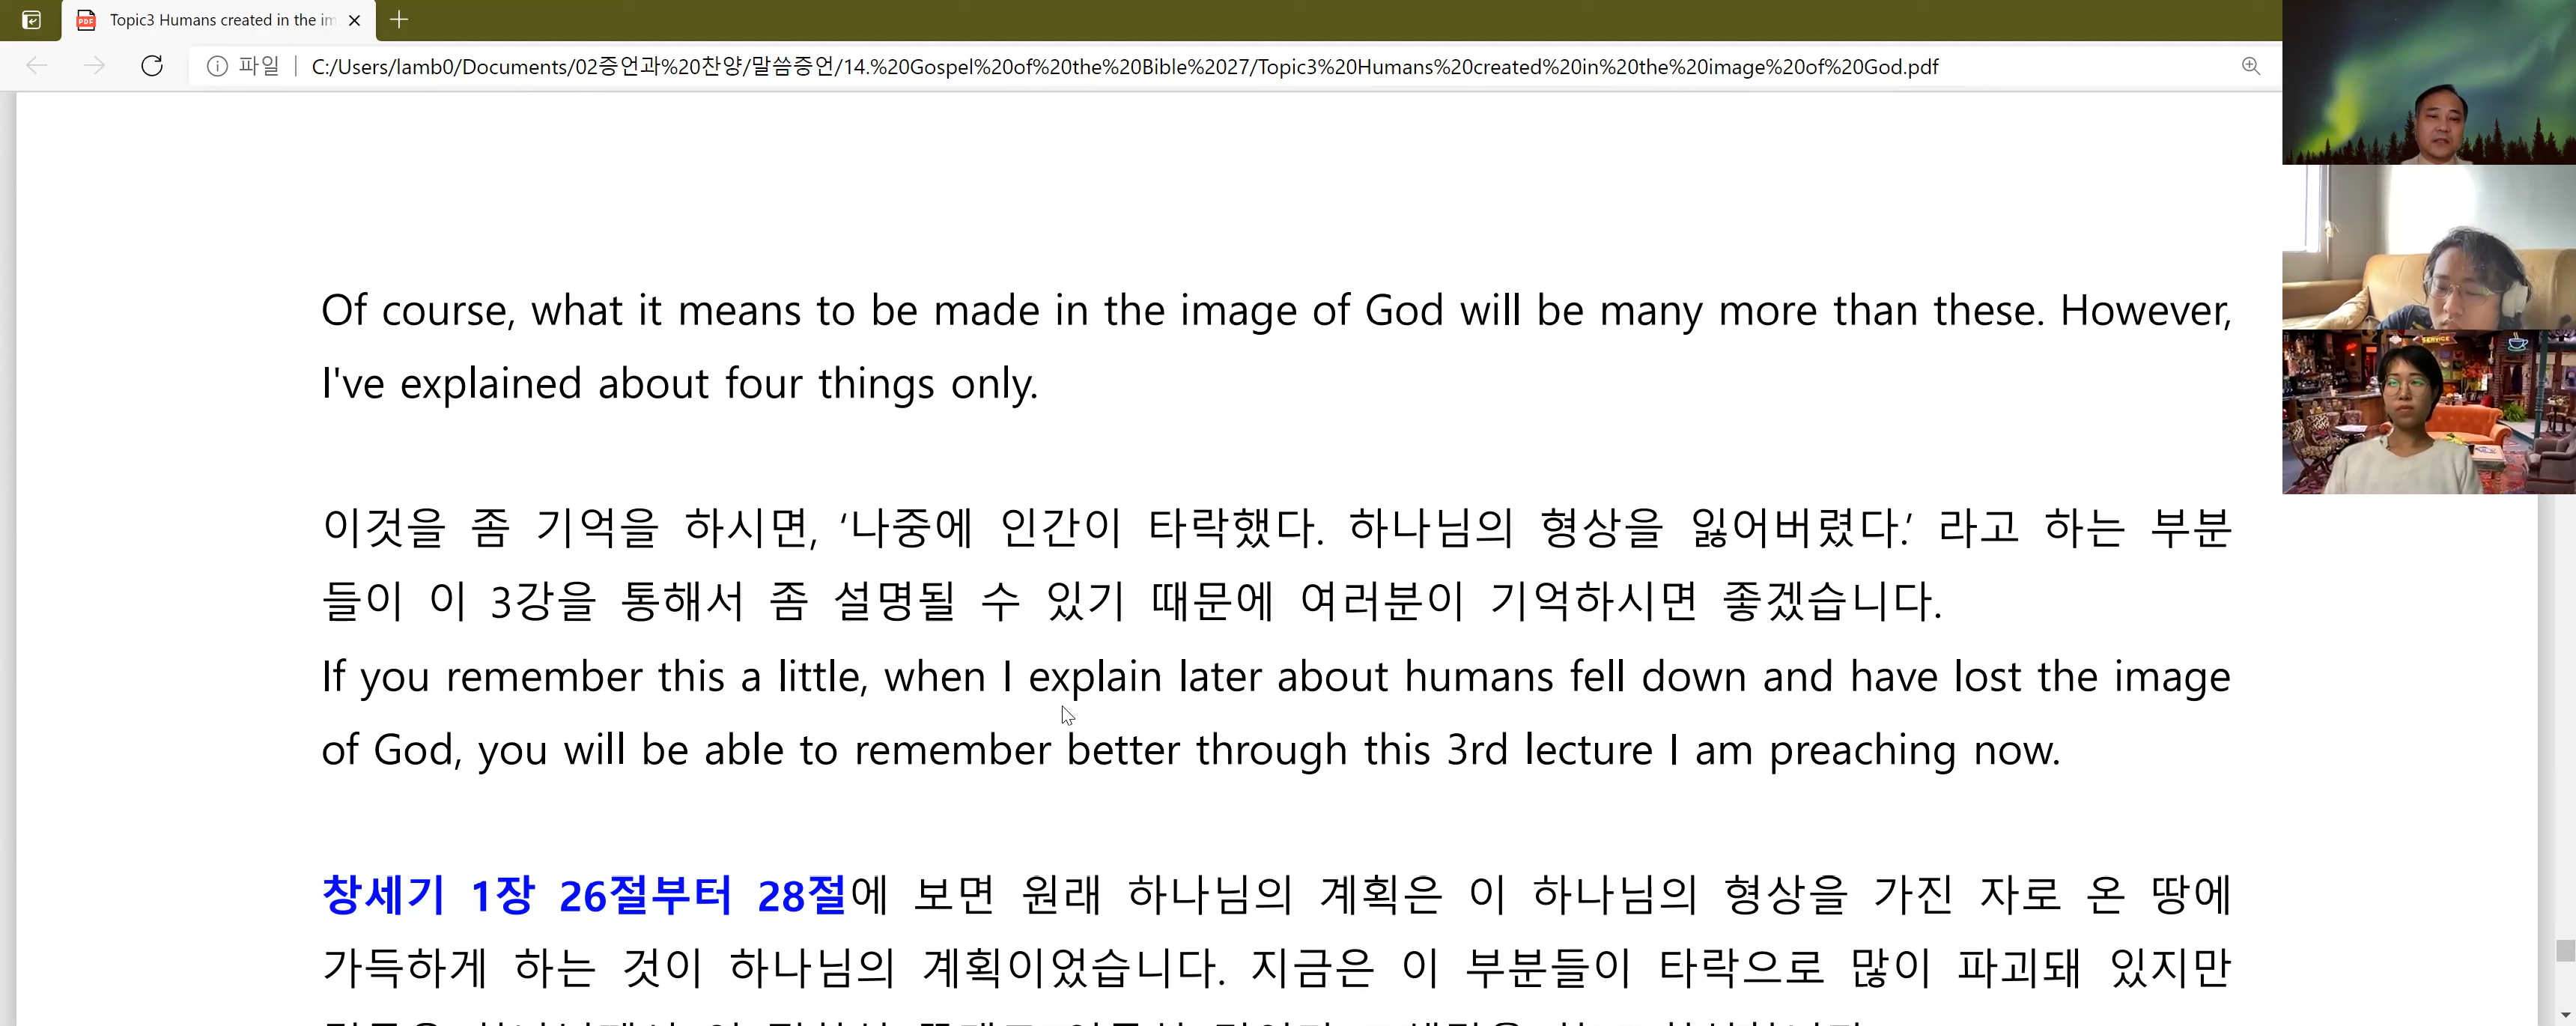 Topic3 Humans created in the im
파일
C:/Users/lamb0/Documents/02증언과%20찬양/말씀증언/14.%20Gospel%20of%20the%20Bible%2027/Topic3%20Humans%20created%20in%20the%20image%20of%20God.pdf
SERVICE
Of course, what it means to be made in the image of God will be many more than these. However,
I've explained about four things only.
이것을 좀 기억을 하시면, ‘나중에 인간이 타락했다. 하나님의 형상을 잃어버렸다.’ 라고 하는 부분
들이 이 3강을 통해서 좀 설명될 수 있기 때문에 여러분이 기억하시면 좋겠습니다.
If you remember this a little, when I explain later about humans fell down and have lost the image
of God, you will be able to remember better through this 3rd lecture I am preaching now.
창세기 1장 26절부터 28절에 보면 원래 하나님의 계획은 이 하나님의 형상을 가진 자로 온 땅에
가득하게 하는 것이 하나님의 계획이었습니다. 지금은 이 부분들이 타락으로 많이 파괴돼 있지만